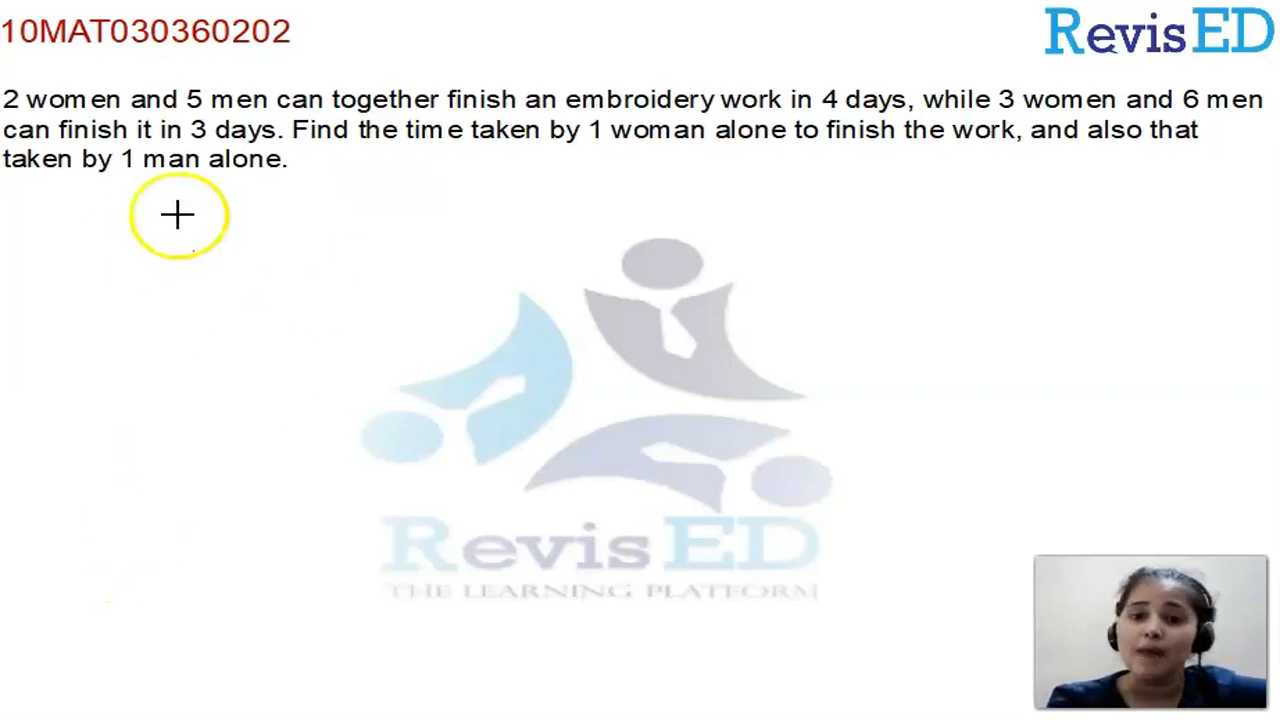 10MAT030360202
RevisED
2 women and 5 men can together finish an embroidery work in 4 days, while 3 women and 6 men
can finish it in 3 days. Find the time taken by 1 woman alone to finish the work, and also that
taken by 1 man alone.
RevisED
THE LEARNING PLATFORM